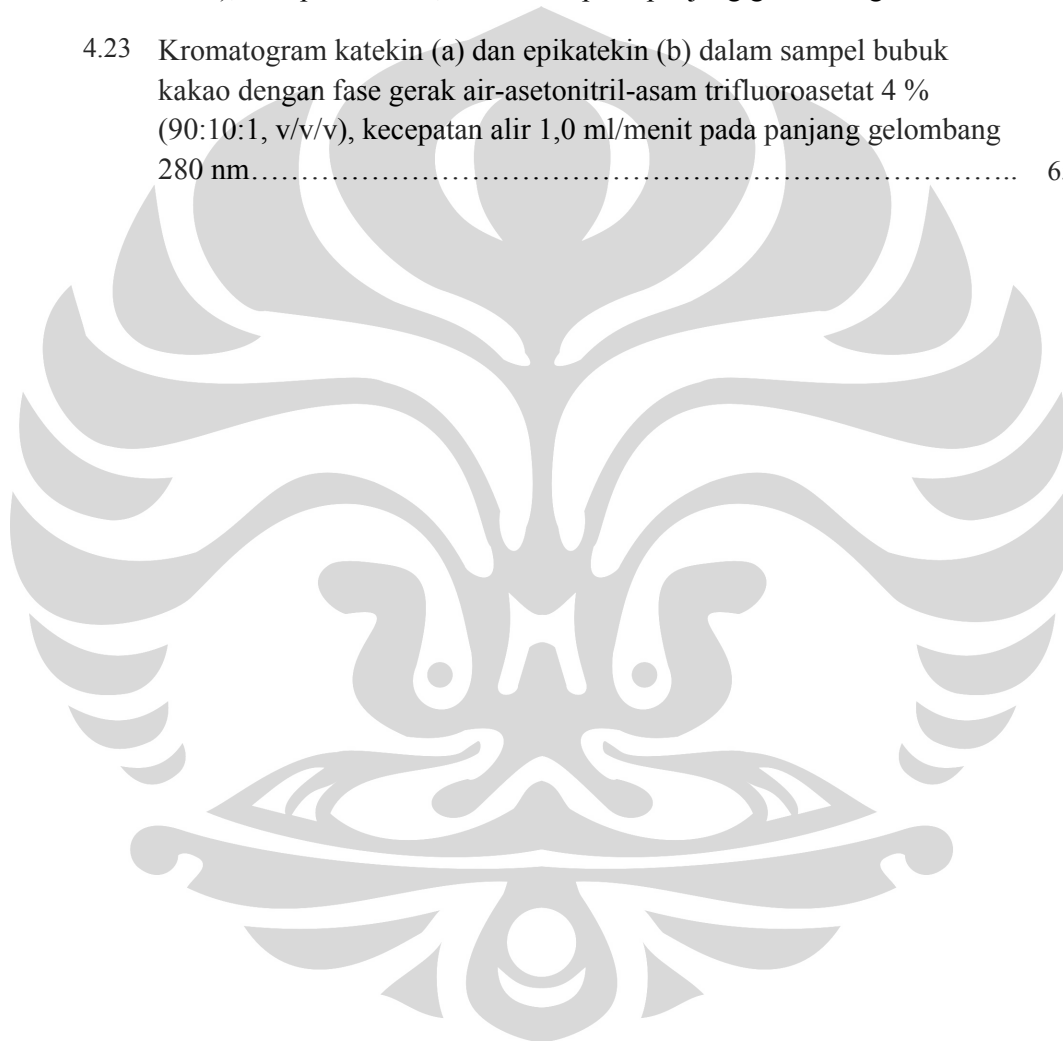 4.23 Kromatogram katekin (a) dan epikatekin (b) dalam sampel bubuk
kakao dengan fase gerak air-asetonitril-asam trifluoroasetat 4 %
(90:10:1, v/v/v), kecepatan alir 1,0 ml/menit pada panjang gelombang
280 nm…………………………………………………………………….. 6